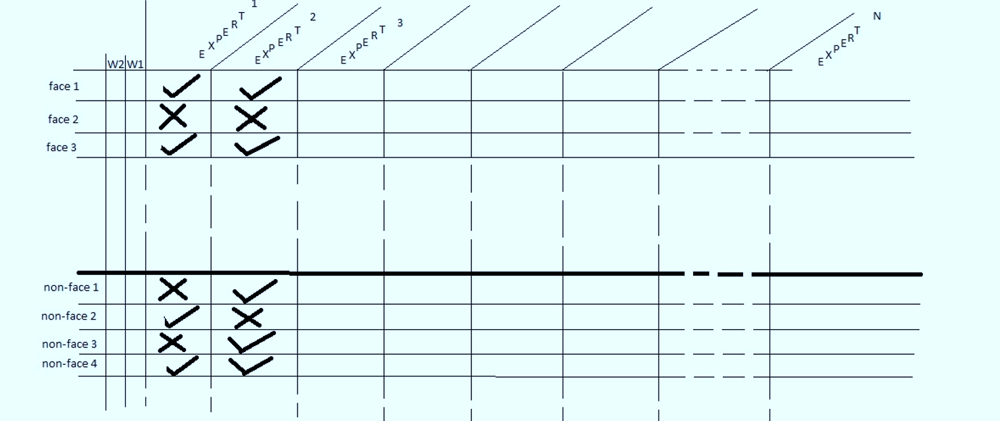 EXPERT 1
EXPERT 2
EXPERT 3
EXPERT N
W2 W1
face 1
face 2
face 3
non-face 1
non-face 2
non-face 3
non-face 4